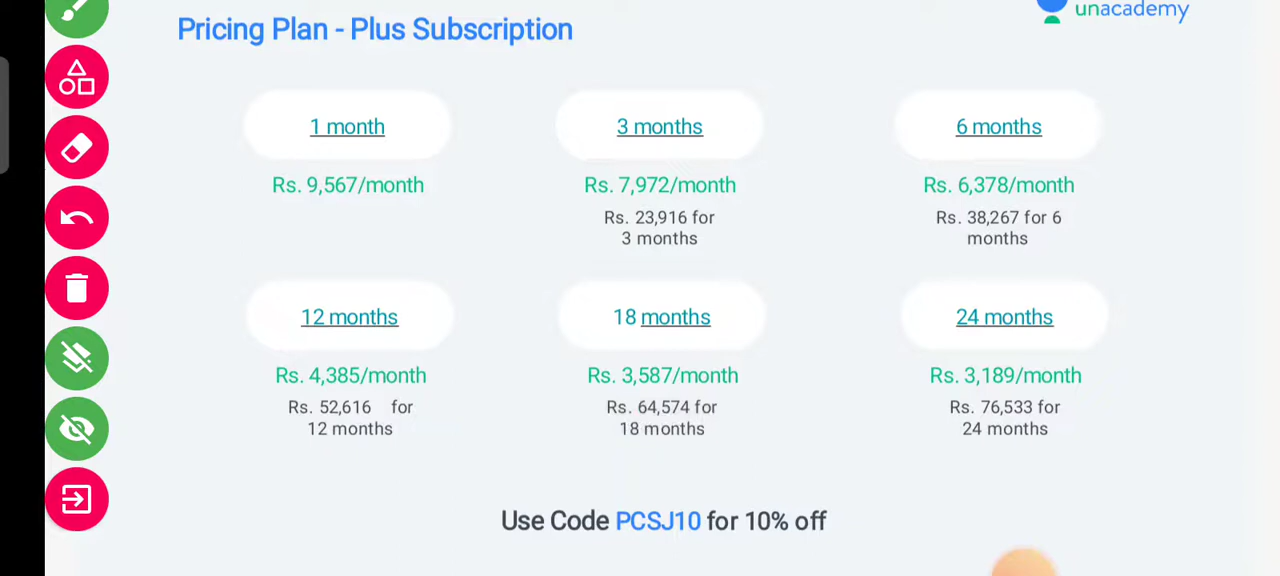 Pricing Plan - Plus Subscription
unacademy
1 month
3 months
6 months
Rs. 9,567/month
Rs. 7,972/month
Rs. 6,378/month
Rs. 23,916 for
3 months
Rs. 38,267 for 6
months
12 months
18 months
24 months
Rs. 4,385/month
Rs. 3,587/month
Rs. 3,189/month
Rs. 52,616 for
12 months
Rs. 64,574 for
18 months
Rs. 76,533 for
24 months
Use Code PCSJ10 for 10% off